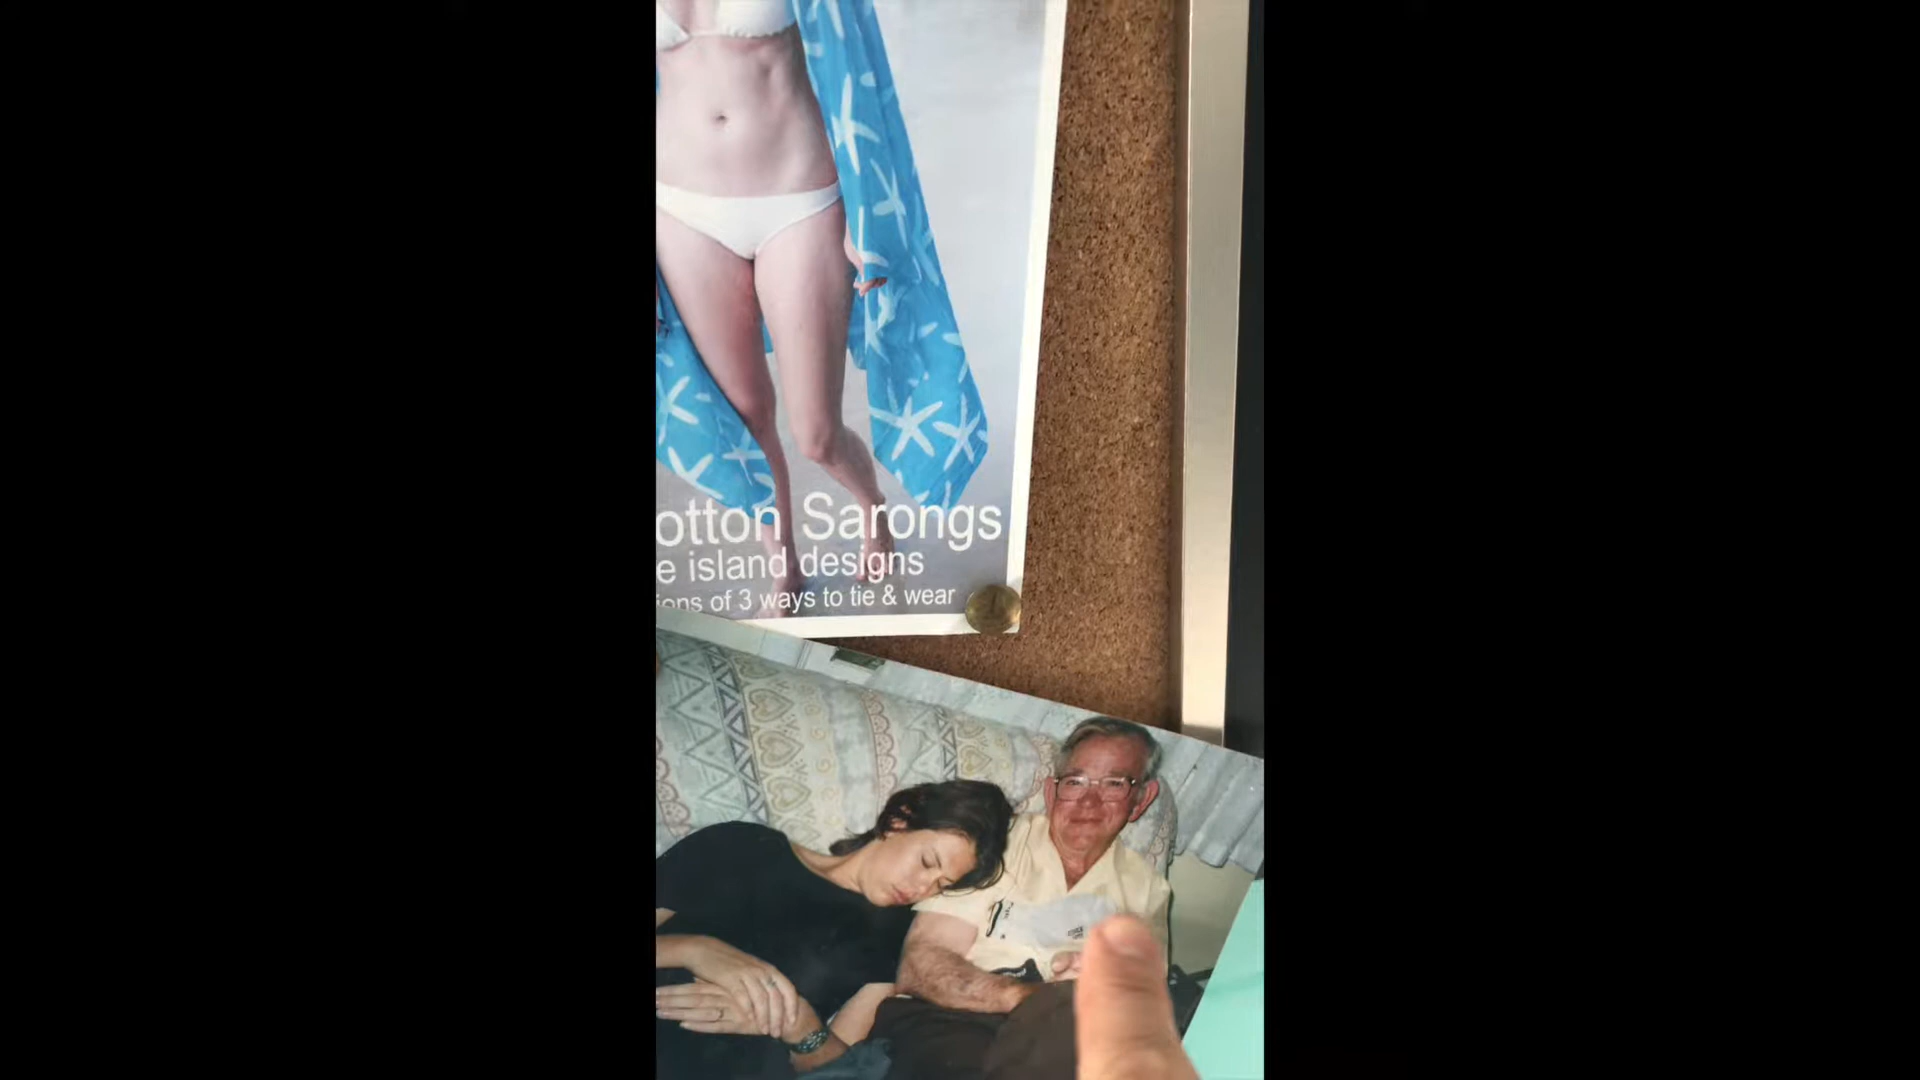 otton Sarongs
e island designs
ions of 3 ways to tie & wear